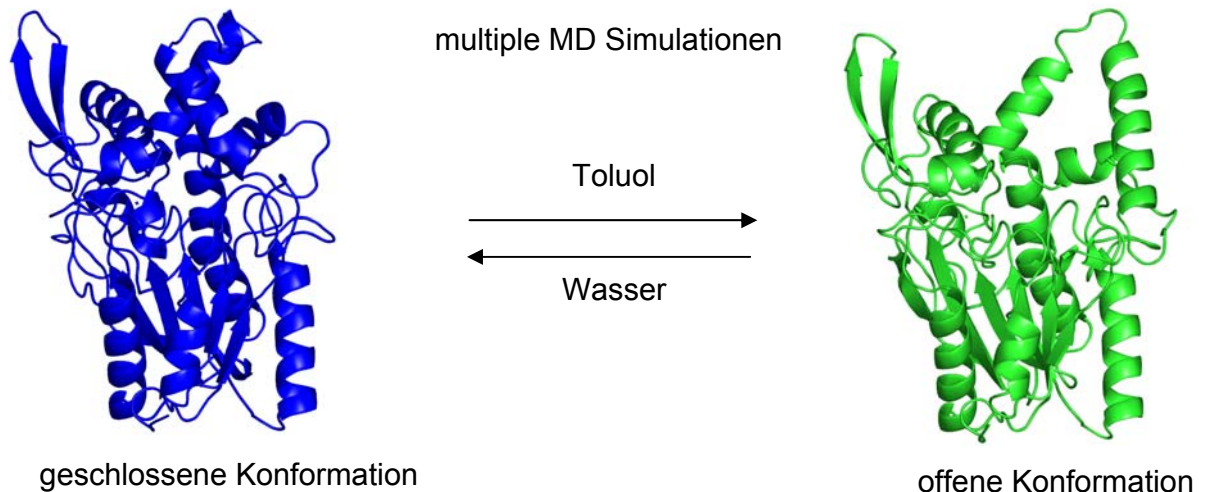 multiple MD Simulationen
Toluol
Wasser
geschlossene Konformation
offene Konformation